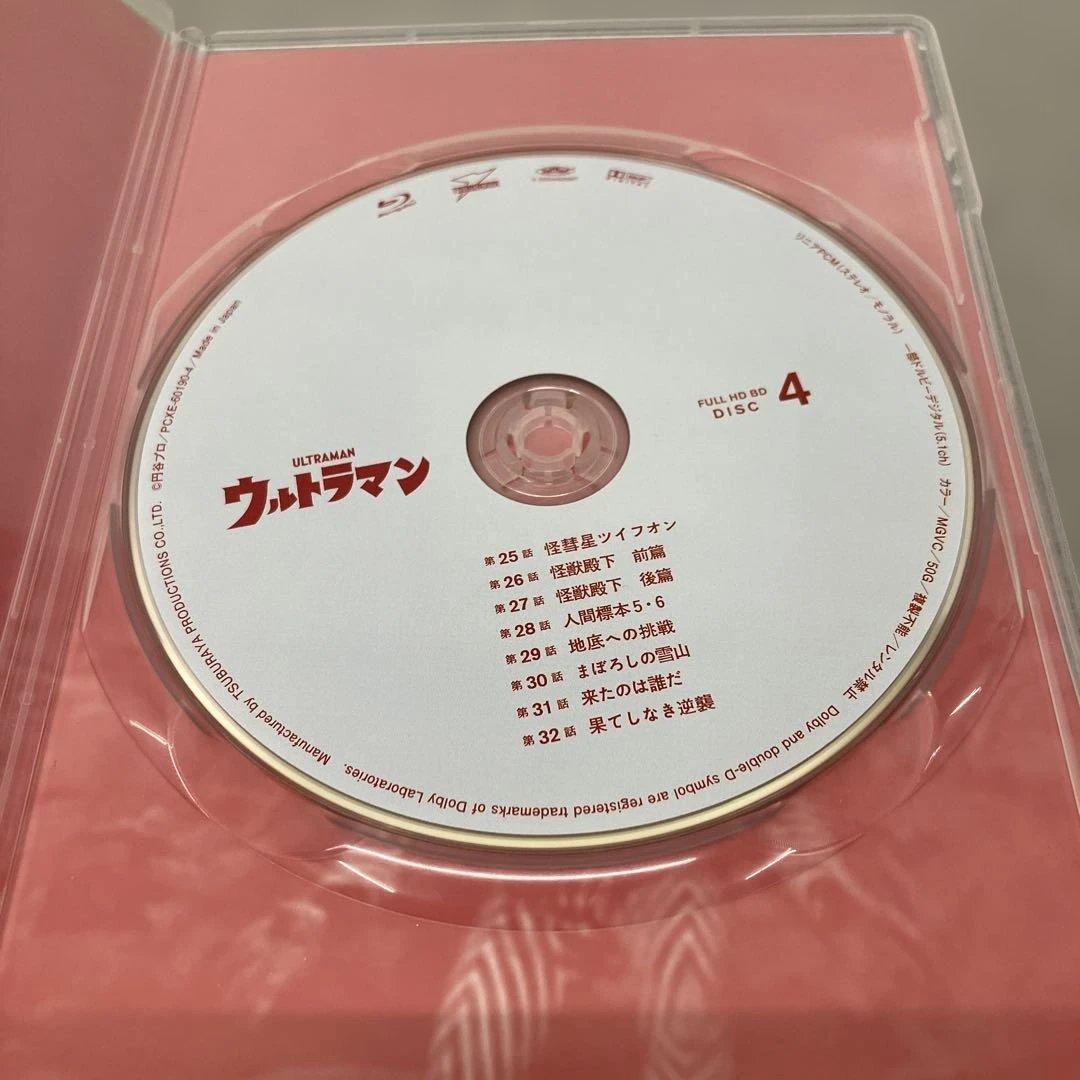 リニアPCM(ステレオ/モノラル) 一部ドルビーデジタル(5.1ch) カラー/MGVC/50G/複製不能/レンタル禁止
FULL HD BD
DISC 4
ULTRAMAN
ウルトラマン
第25話 怪彗星ツイフオン
第26話 怪獣殿下 前篇
第27話 怪獣殿下 後篇
第28話 人間標本5・6
第29話 地底への挑戦
第30話 まぼろしの雪山
第31話 来たのは誰だ
第32話 果てしなき逆襲
Dolby and double-D symbol are registered trademarks of Dolby Laboratories.
Manufactured by TSUBURAYA PRODUCTIONS CO.,LTD. ©円谷プロ/PCXE-60190-4/Made in Japan